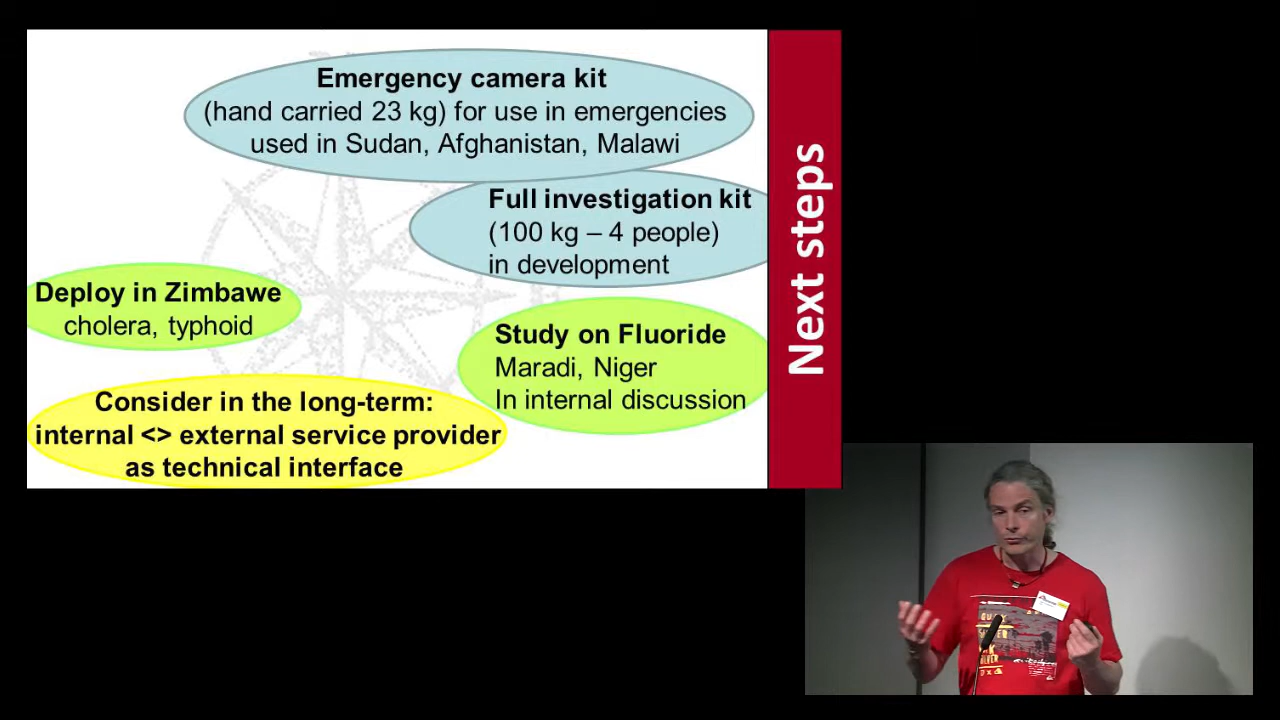 Emergency camera kit
(hand carried 23 kg) for use in emergencies
used in Sudan, Afghanistan, Malawi
Full investigation kit
(100 kg – 4 people)
in development
Deploy in Zimbawe
cholera, typhoid
Study on Fluoride
Maradi, Niger
In internal discussion
Consider in the long-term:
internal <> external service provider
as technical interface
Next steps